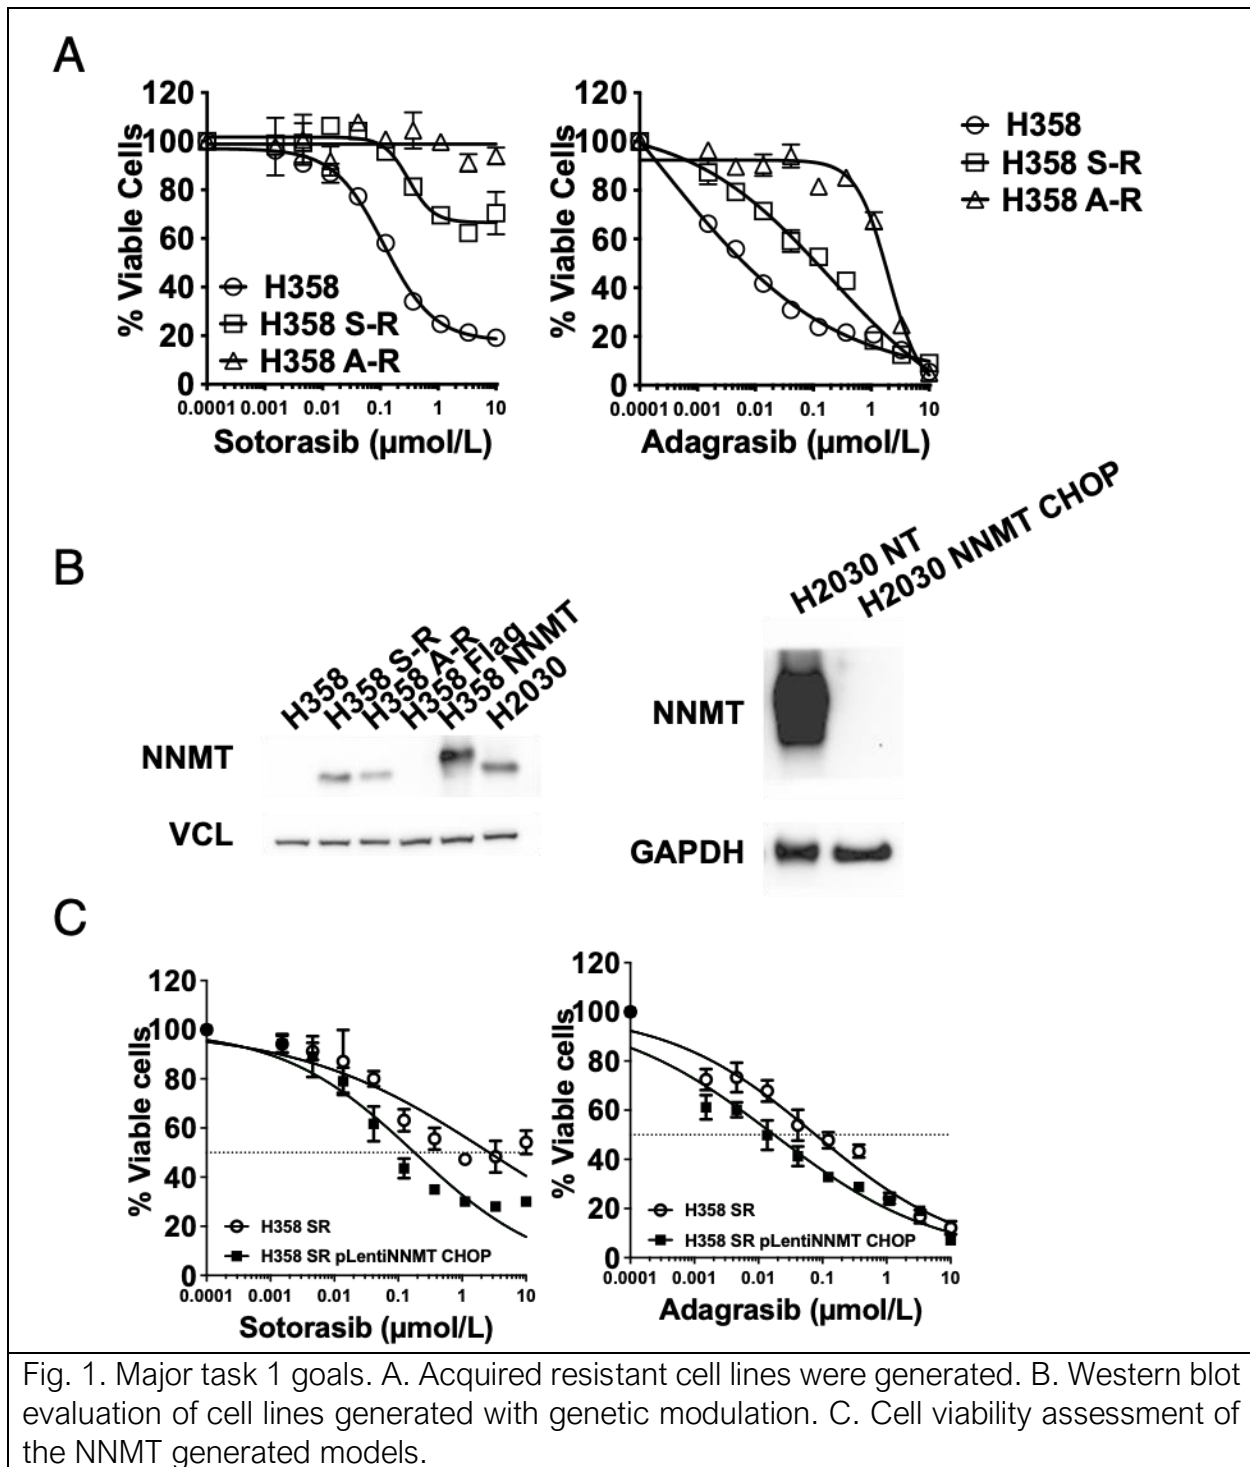 A
120
100
80
60
40
20
0
% Viable Cells
H358
H358 S-R
H358 A-R
0.0001 0.001 0.01 0.1 1 10
Sotorasib (µmol/L)
120
100
80
60
40
20
0
% Viable Cells
0.0001 0.001 0.01 0.1 1 10
Adagrasib (µmol/L)
H358
H358 S-R
H358 A-R
B
H358
H358 S-R
H358 A-R
H358 Flag
H358 NNMT
H2030
NNMT
VCL
H2030 NT
H2030 NNMT CHOP
NNMT
GAPDH
C
120
100
80
60
40
20
0
% Viable cells
H358 SR
H358 SR pLentiNNMT CHOP
0.0001 0.001 0.01 0.1 1 10
Sotorasib (µmol/L)
120
100
80
60
40
20
0
% Viable cells
H358 SR
H358 SR pLentiNNMT CHOP
0.0001 0.001 0.01 0.1 1 10
Adagrasib (µmol/L)
Fig. 1. Major task 1 goals. A. Acquired resistant cell lines were generated. B. Western blot
evaluation of cell lines generated with genetic modulation. C. Cell viability assessment of
the NNMT generated models.